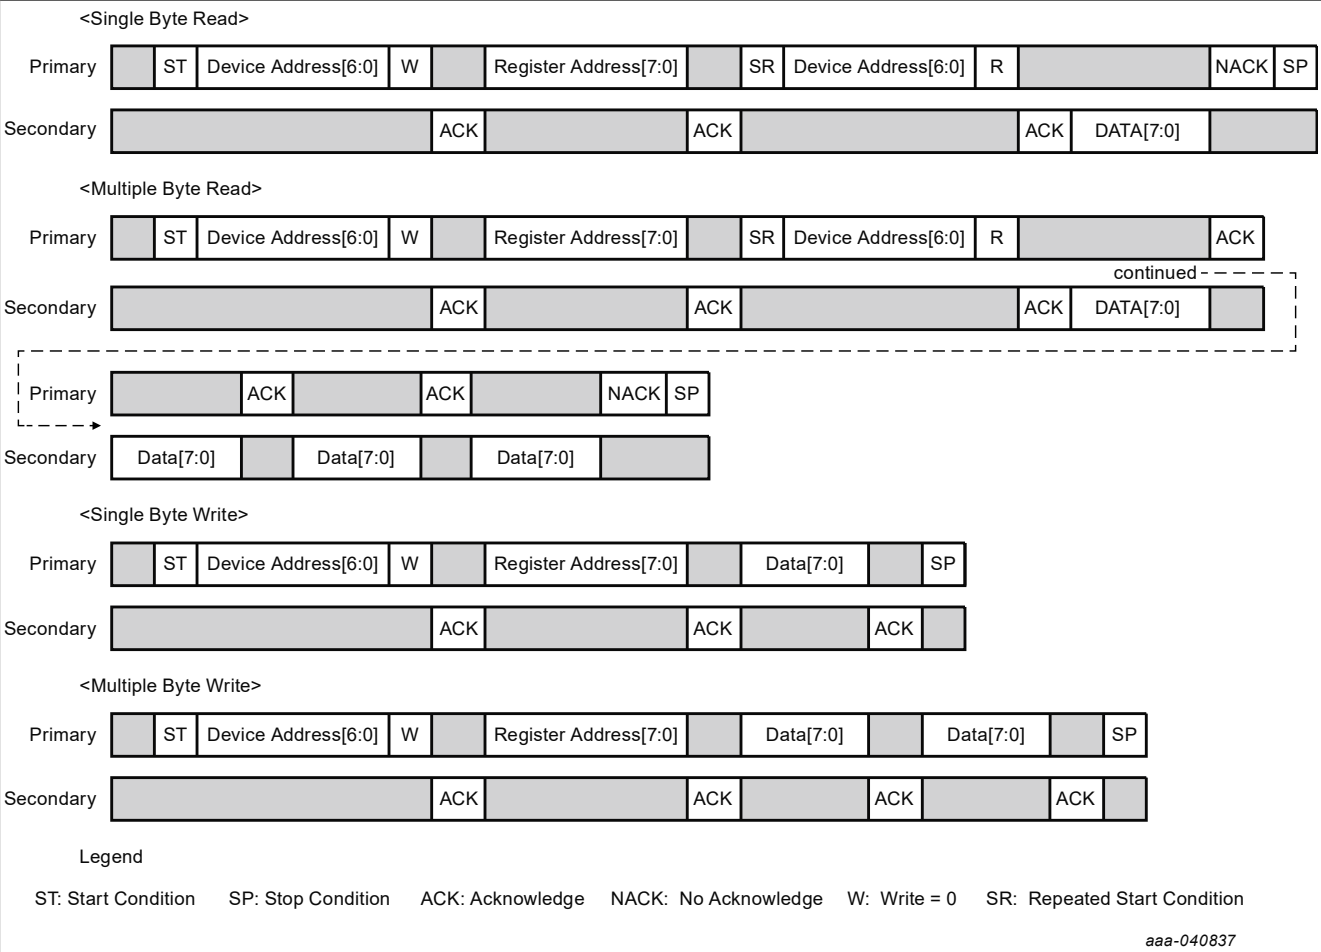 <Single Byte Read>
Primary ST Device Address[6:0] W Register Address[7:0] SR Device Address[6:0] R NACK SP
Secondary ACK ACK ACK DATA[7:0]
<Multiple Byte Read>
Primary ST Device Address[6:0] W Register Address[7:0] SR Device Address[6:0] R ACK
continued
Secondary ACK ACK ACK DATA[7:0]
Primary ACK ACK NACK SP
Secondary Data[7:0] Data[7:0] Data[7:0]
<Single Byte Write>
Primary ST Device Address[6:0] W Register Address[7:0] Data[7:0] SP
Secondary ACK ACK ACK
<Multiple Byte Write>
Primary ST Device Address[6:0] W Register Address[7:0] Data[7:0] Data[7:0] SP
Secondary ACK ACK ACK ACK
Legend
ST: Start Condition SP: Stop Condition ACK: Acknowledge NACK: No Acknowledge W: Write = 0 SR: Repeated Start Condition
aaa-040837